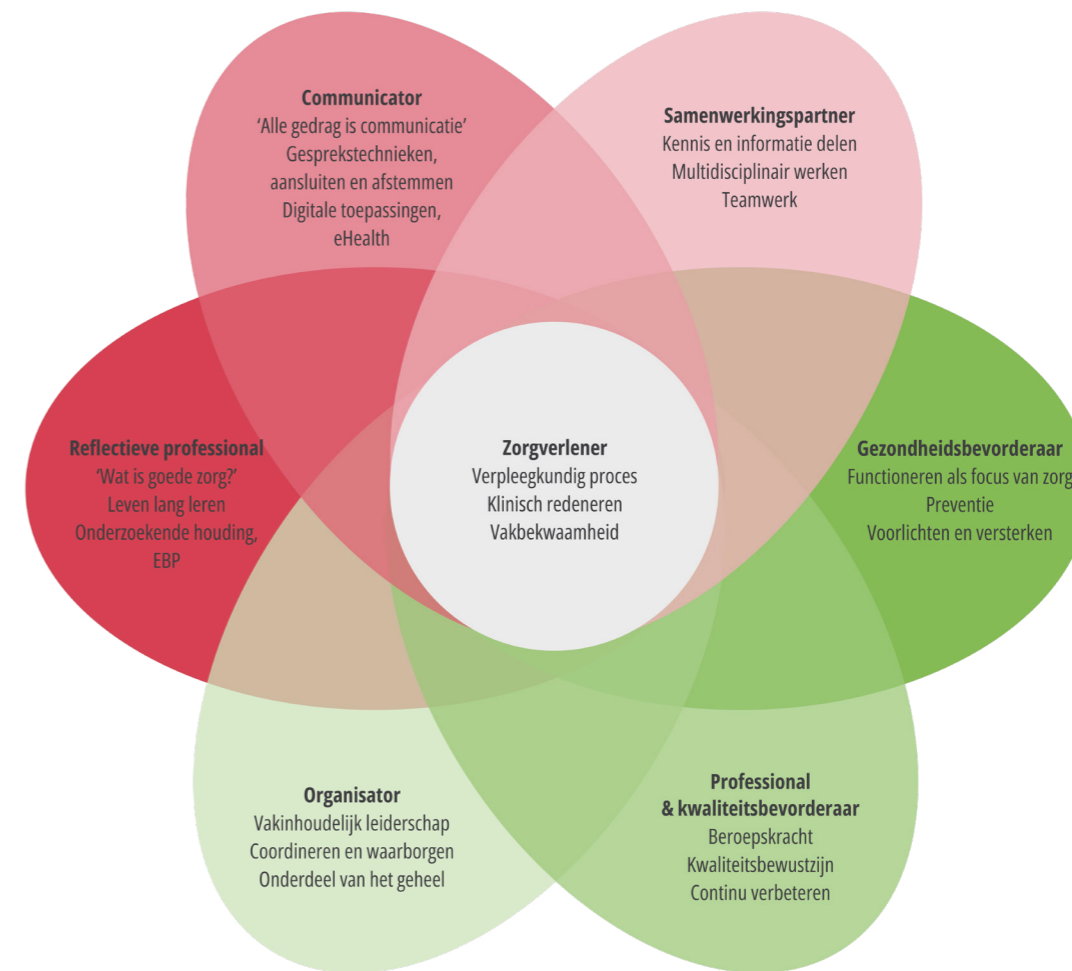 Communicator
‘Alle gedrag is communicatie’
Gesprekstechnieken,
aansluiten en afstemmen
Digitale toepassingen,
eHealth
Samenwerkingspartner
Kennis en informatie delen
Multidisciplinair werken
Teamwerk
Reflectieve professional
‘Wat is goede zorg?’
Leven lang leren
Onderzoekende houding,
EBP
Zorgverlener
Verpleegkundig proces
Klinisch redeneren
Vakbekwaamheid
Gezondheidsbevorderaar
Functioneren als focus van zorg
Preventie
Voorlichten en versterken
Organisator
Vakinhoudelijk leiderschap
Coordineren en waarborgen
Onderdeel van het geheel
Professional
& kwaliteitsbevorderaar
Beroepskracht
Kwaliteitsbewustzijn
Continu verbeteren